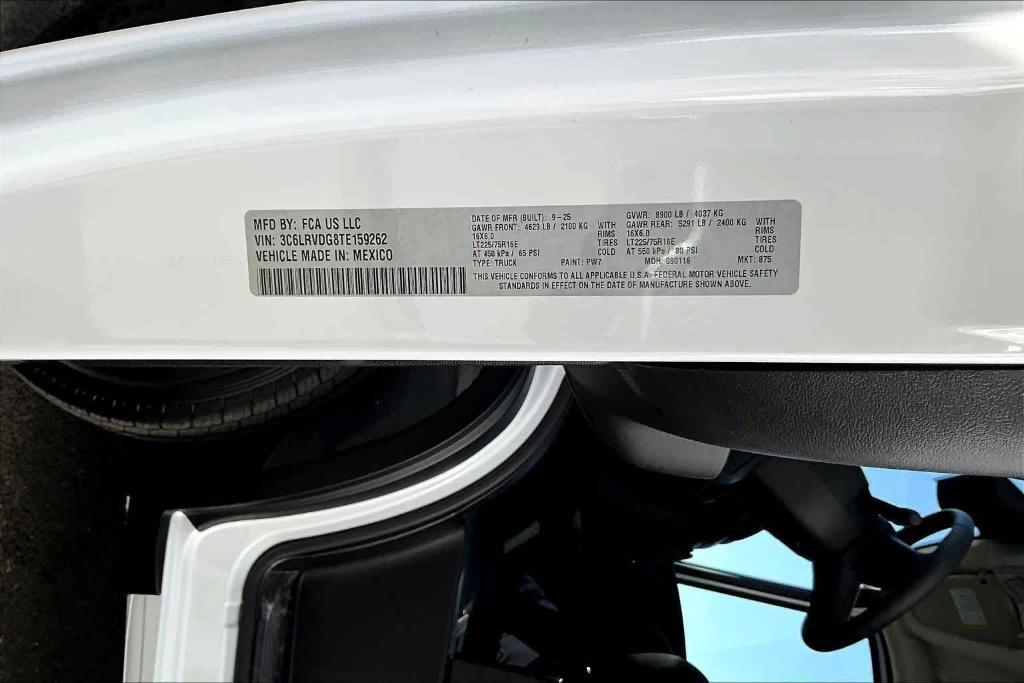 MFD BY: FCA US LLC
VIN: 3C6LRVDG8TE159262
VEHICLE MADE IN: MEXICO
DATE OF MFR (BUILT): 9-25
GAWR FRONT: 4629 LB / 2100 KG WITH
16X6.0 RIMS
LT225/75R16E TIRES
AT 450 kPa / 65 PSI COLD
TYPE: TRUCK PAINT: PW7
GVWR: 8900 LB / 4037 KG
GAWR REAR: 5291 LB / 2400 KG WITH
16X6.0 RIMS
LT225/75R16E TIRES
AT 550 kPa / 80 PSI COLD
MDH: 090116 MKT: 875
THIS VEHICLE CONFORMS TO ALL APPLICABLE U.S.A. FEDERAL MOTOR VEHICLE SAFETY
STANDARDS IN EFFECT ON THE DATE OF MANUFACTURE SHOWN ABOVE.